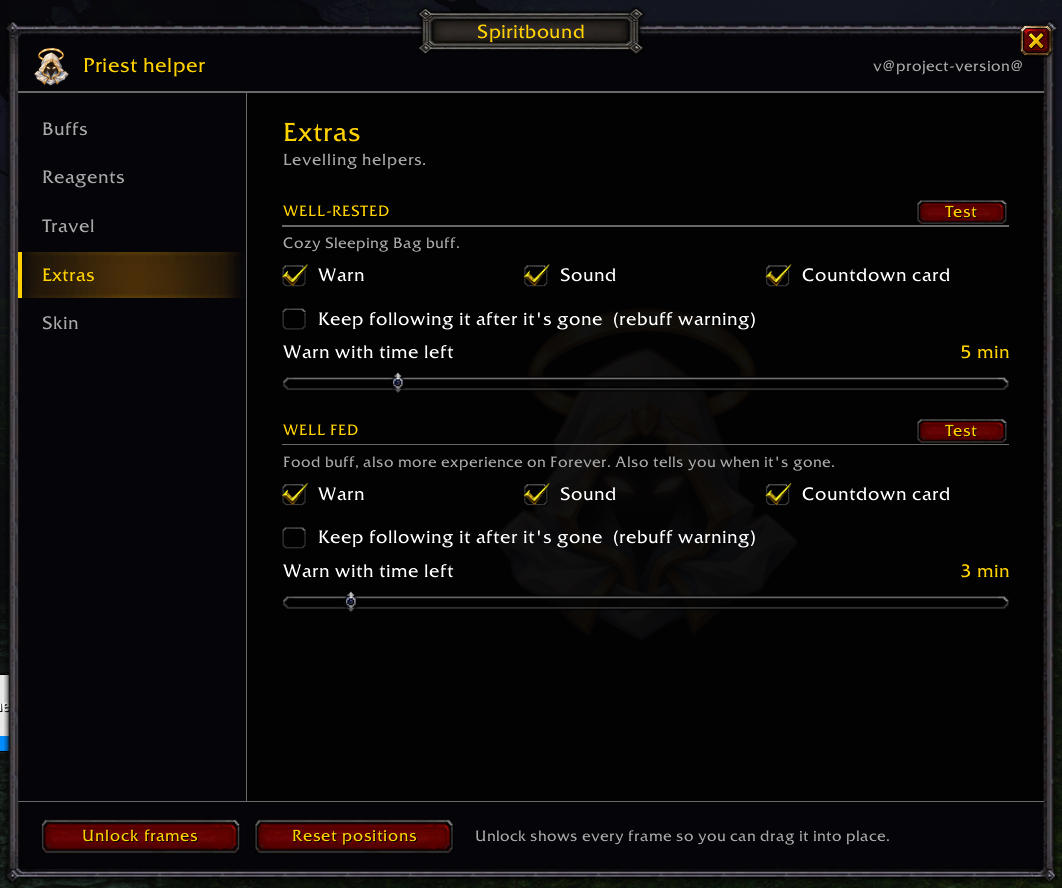 Spiritbound
Priest helper
v@project-version@
Buffs
Reagents
Travel
Extras
Skin
Extras
Levelling helpers.
WELL-RESTED
Test
Cozy Sleeping Bag buff.
Warn
Sound
Countdown card
Keep following it after it's gone (rebuff warning)
Warn with time left
5 min
WELL FED
Test
Food buff, also more experience on Forever. Also tells you when it's gone.
Warn
Sound
Countdown card
Keep following it after it's gone (rebuff warning)
Warn with time left
3 min
Unlock frames
Reset positions
Unlock shows every frame so you can drag it into place.